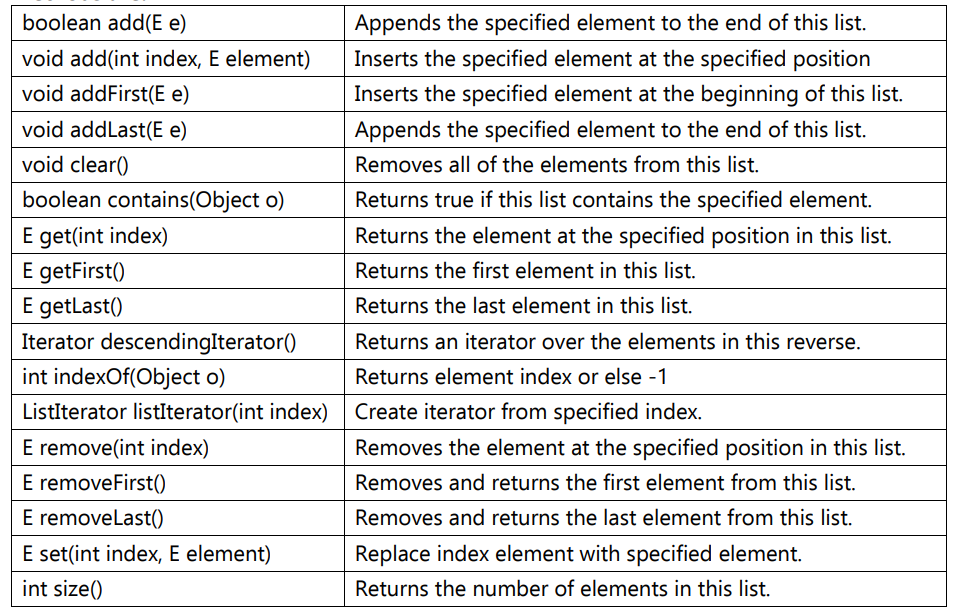 boolean add(E e) Appends the specified element to the end of this list.
void add(int index, E element) Inserts the specified element at the specified position
void addFirst(E e) Inserts the specified element at the beginning of this list.
void addLast(E e) Appends the specified element to the end of this list.
void clear() Removes all of the elements from this list.
boolean contains(Object o) Returns true if this list contains the specified element.
E get(int index) Returns the element at the specified position in this list.
E getFirst() Returns the first element in this list.
E getLast() Returns the last element in this list.
Iterator descendingIterator() Returns an iterator over the elements in this reverse.
int indexOf(Object o) Returns element index or else -1
ListIterator listIterator(int index) Create iterator from specified index.
E remove(int index) Removes the element at the specified position in this list.
E removeFirst() Removes and returns the first element from this list.
E removeLast() Removes and returns the last element from this list.
E set(int index, E element) Replace index element with specified element.
int size() Returns the number of elements in this list.